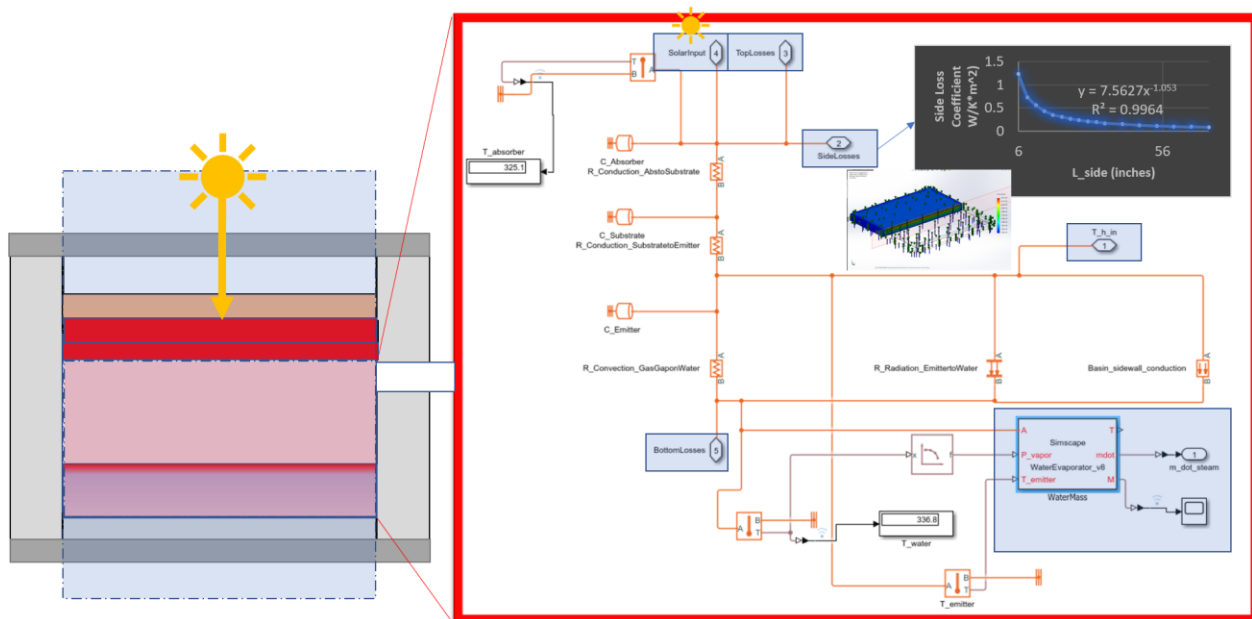 SolarInput
4
TopLosses
3
T
B
A
T_absorber
325.1
C_Absorber
R_Conduction_AbstoSubstrate
A
B
2
SideLosses
Side Loss
Coefficient
W/K*m^2)
1.5
1
0.5
0
y = 7.5627x^-1.053
R² = 0.9964
6
56
L_side (inches)
C_Substrate
R_Conduction_SubstratetoEmitter
A
B
T_h_in
1
C_Emitter
R_Convection_GasGaponWater
A
B
R_Radiation_EmittertoWater
A
B
Basin_sidewall_conduction
A
B
BottomLosses
5
x
f
A
P_vapor
T_emitter
Simscape
WaterEvaporator_v6
T
mdot
M
WaterMass
1
m_dot_steam
A
B
T
336.8
T_water
A
B
T
T_emitter